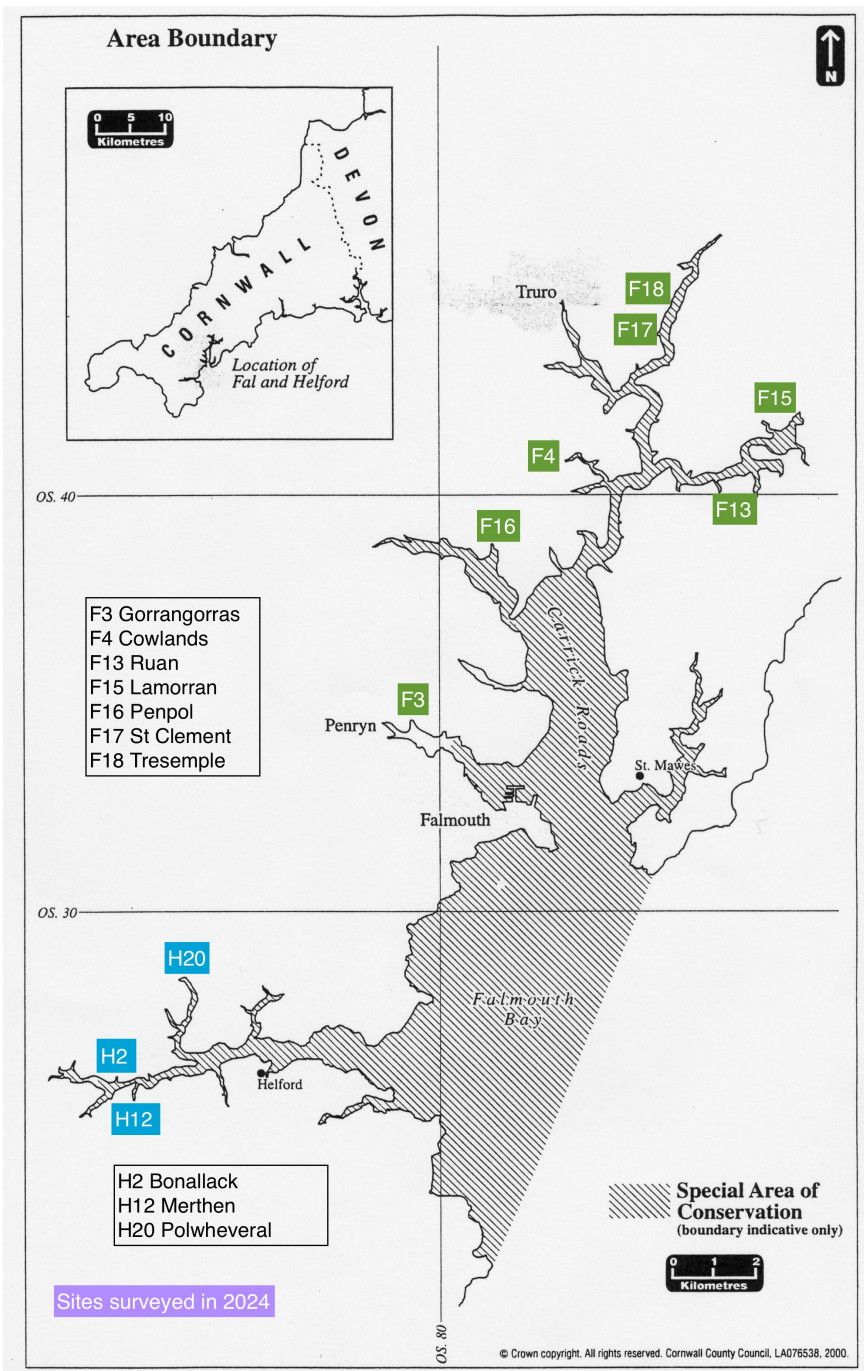 Area Boundary
N
0 5 10
Kilometres
DEVON
CORNWALL
Location of
Fal and Helford
Truro
F18
F17
F15
F4
OS. 40
F13
F16
F3 Gorrangorras
F4 Cowlands
F13 Ruan
F15 Lamorran
F16 Penpol
F17 St Clement
F18 Tresemple
Carrick Roads
F3
Penryn
St. Mawes
Falmouth
OS. 30
H20
Falmouth
Bay
H2
Helford
H12
H2 Bonallack
H12 Merthen
H20 Polwheveral
Special Area of
Conservation
(boundary indicative only)
0 1 2
Kilometres
Sites surveyed in 2024
OS. 80
© Crown copyright. All rights reserved. Cornwall County Council, LA076538, 2000.